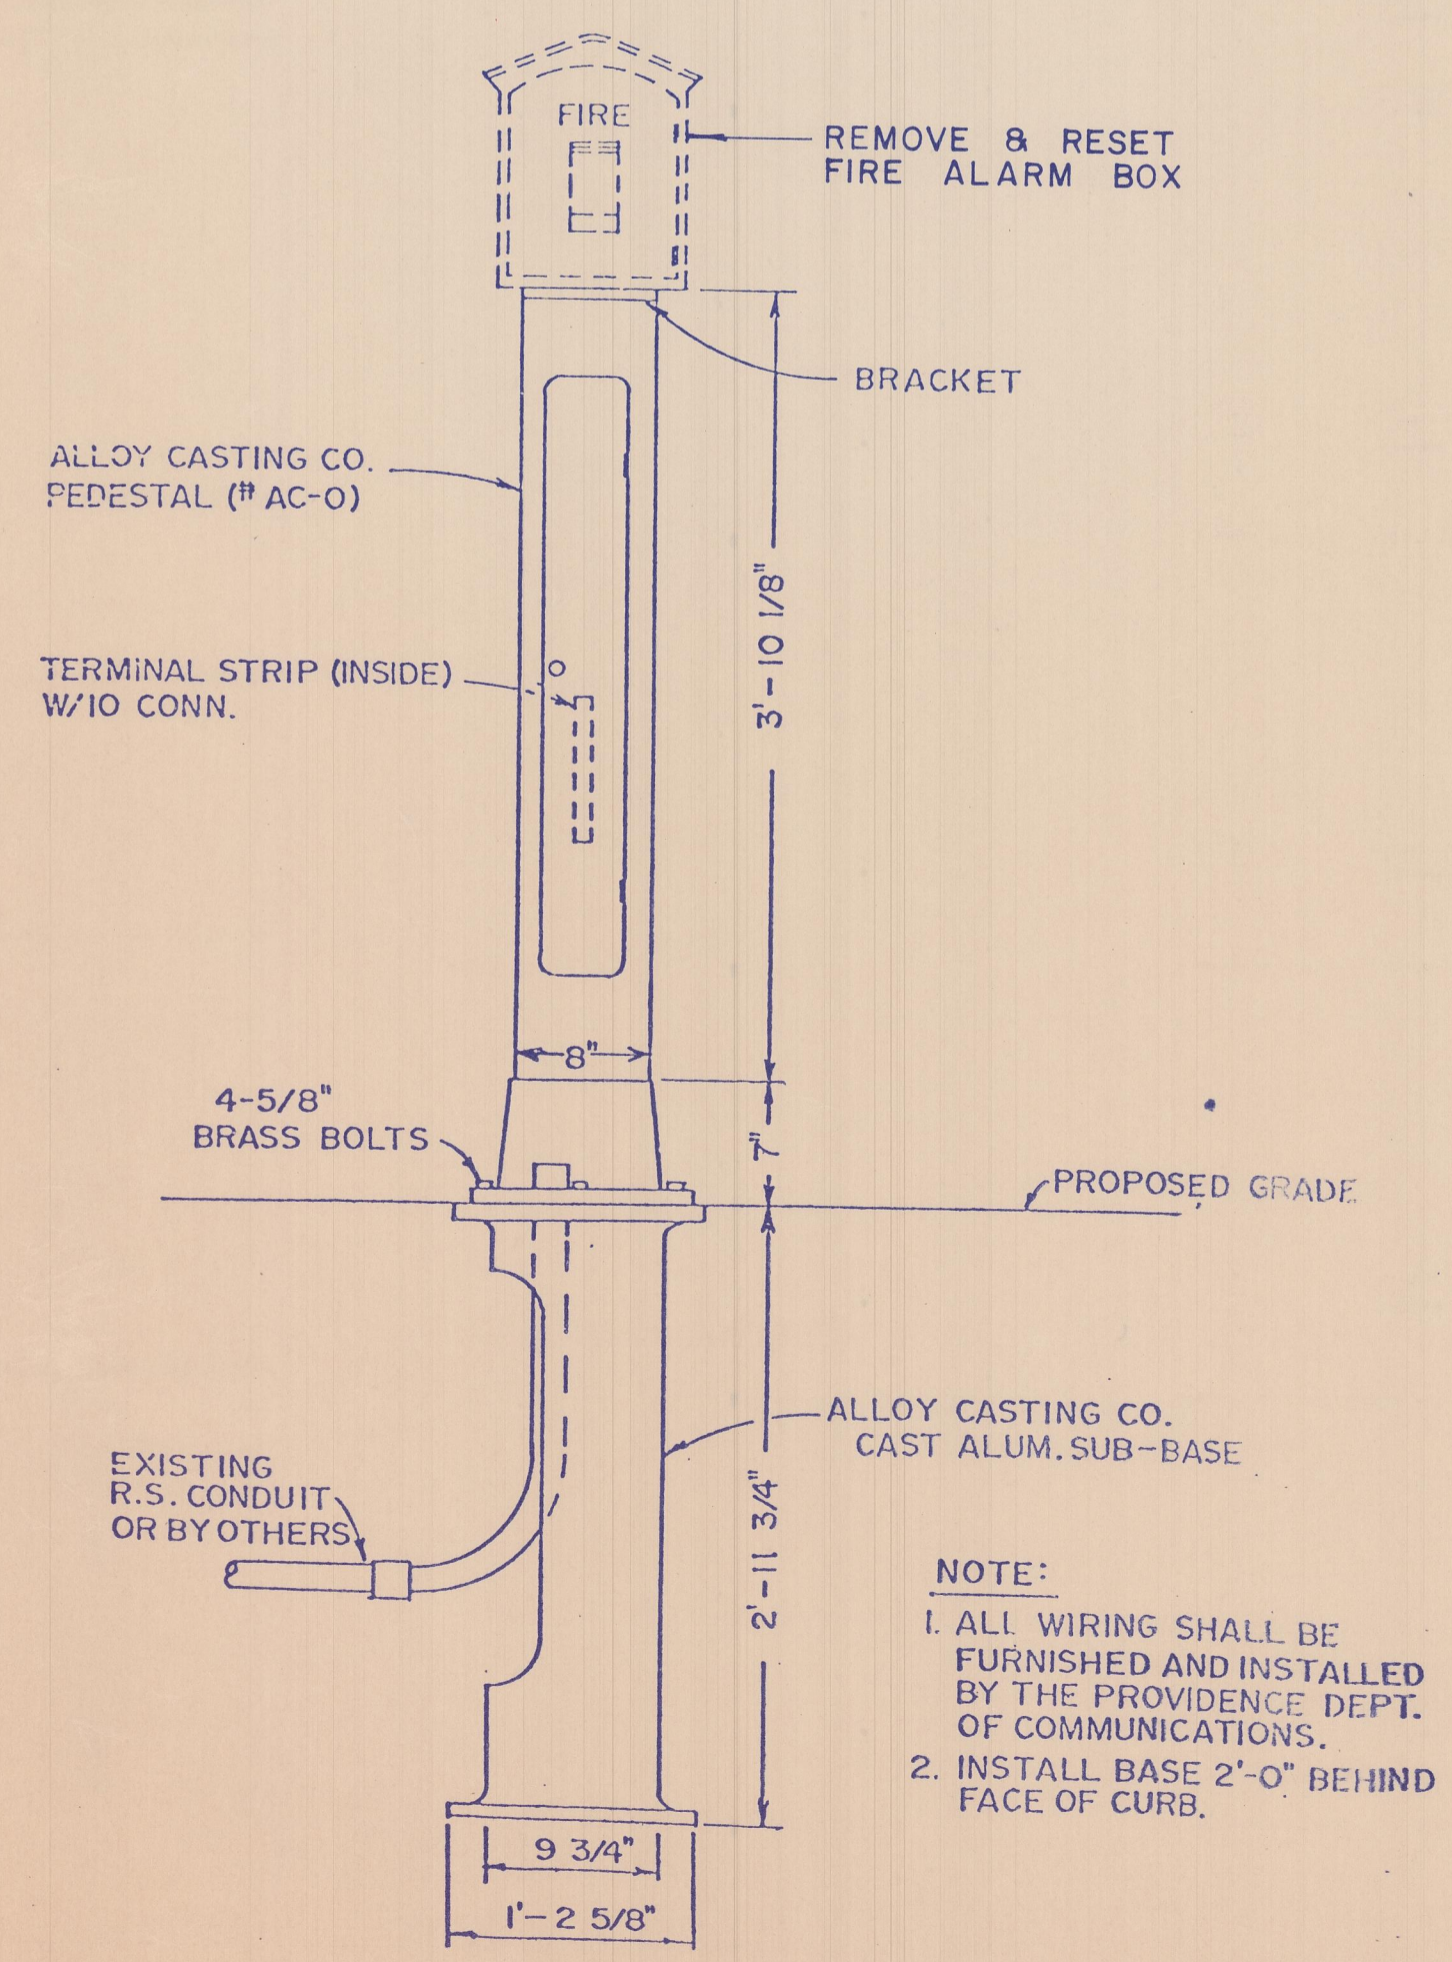 FIRE
REMOVE & RESET
FIRE ALARM BOX
BRACKET
ALLOY CASTING CO.
PEDESTAL (# AC-O)
3'-10 1/8"
TERMINAL STRIP (INSIDE)
W/10 CONN.
8"
4-5/8"
BRASS BOLTS
7"
PROPOSED GRADE
ALLOY CASTING CO.
CAST ALUM. SUB-BASE
EXISTING
R.S. CONDUIT
OR BY OTHERS
2'-11 3/4"
NOTE:
1. ALL WIRING SHALL BE
FURNISHED AND INSTALLED
BY THE PROVIDENCE DEPT.
OF COMMUNICATIONS.
2. INSTALL BASE 2'-0" BEHIND
FACE OF CURB.
9 3/4"
1'-2 5/8"